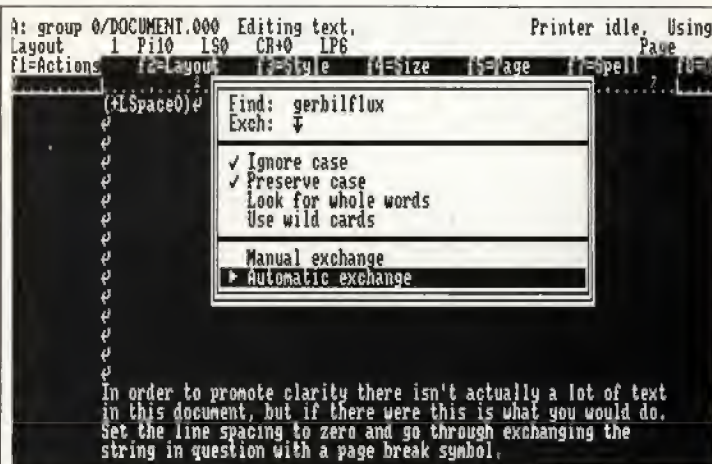 A: group 0/DOCUMENT.000 Editing text. Printer idle, Using
Layout 1 Pi10 LS0 CR+0 LP6 Page
f1=Actions f2=Layout f3=Style f4=Size f5=Page f7=Spell
(+LSpace0)↵
Find: gerbilflux
Exch: ↧
✓ Ignore case
✓ Preserve case
Look for whole words
Use wild cards
Manual exchange
▸ Automatic exchange
In order to promote clarity there isn't actually a lot of text
in this document, but if there were this is what you would do.
Set the line spacing to zero and go through exchanging the
string in question with a page break symbol.